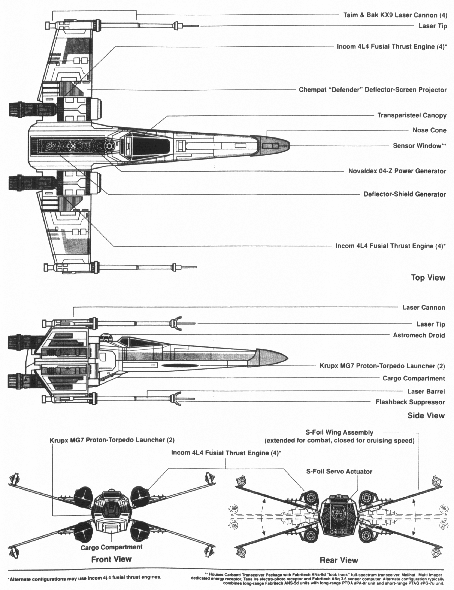 Taim & Bak KX9 Laser Cannon (4)
Laser Tip
Incom 4L4 Fusial Thrust Engine (4)*
Chempat "Defender" Deflector-Screen Projector
Transparisteel Canopy
Nose Cone
Sensor Window**
Novaldex 04-Z Power Generator
Deflector-Shield Generator
Incom 4L4 Fusial Thrust Engine (4)*
Top View
Laser Cannon
Laser Tip
Astromech Droid
Krupx MG7 Proton-Torpedo Launcher (2)
Cargo Compartment
Laser Barrel
Flashback Suppressor
Side View
S-Foil Wing Assembly
(extended for combat, closed for cruising speed)
Krupx MG7 Proton-Torpedo Launcher (2)
Incom 4L4 Fusial Thrust Engine (4)*
S-Foil Servo Actuator
Cargo Compartment
Front View
Rear View
*Alternate configurations may use Incom 4j.4 fusial thrust engines.